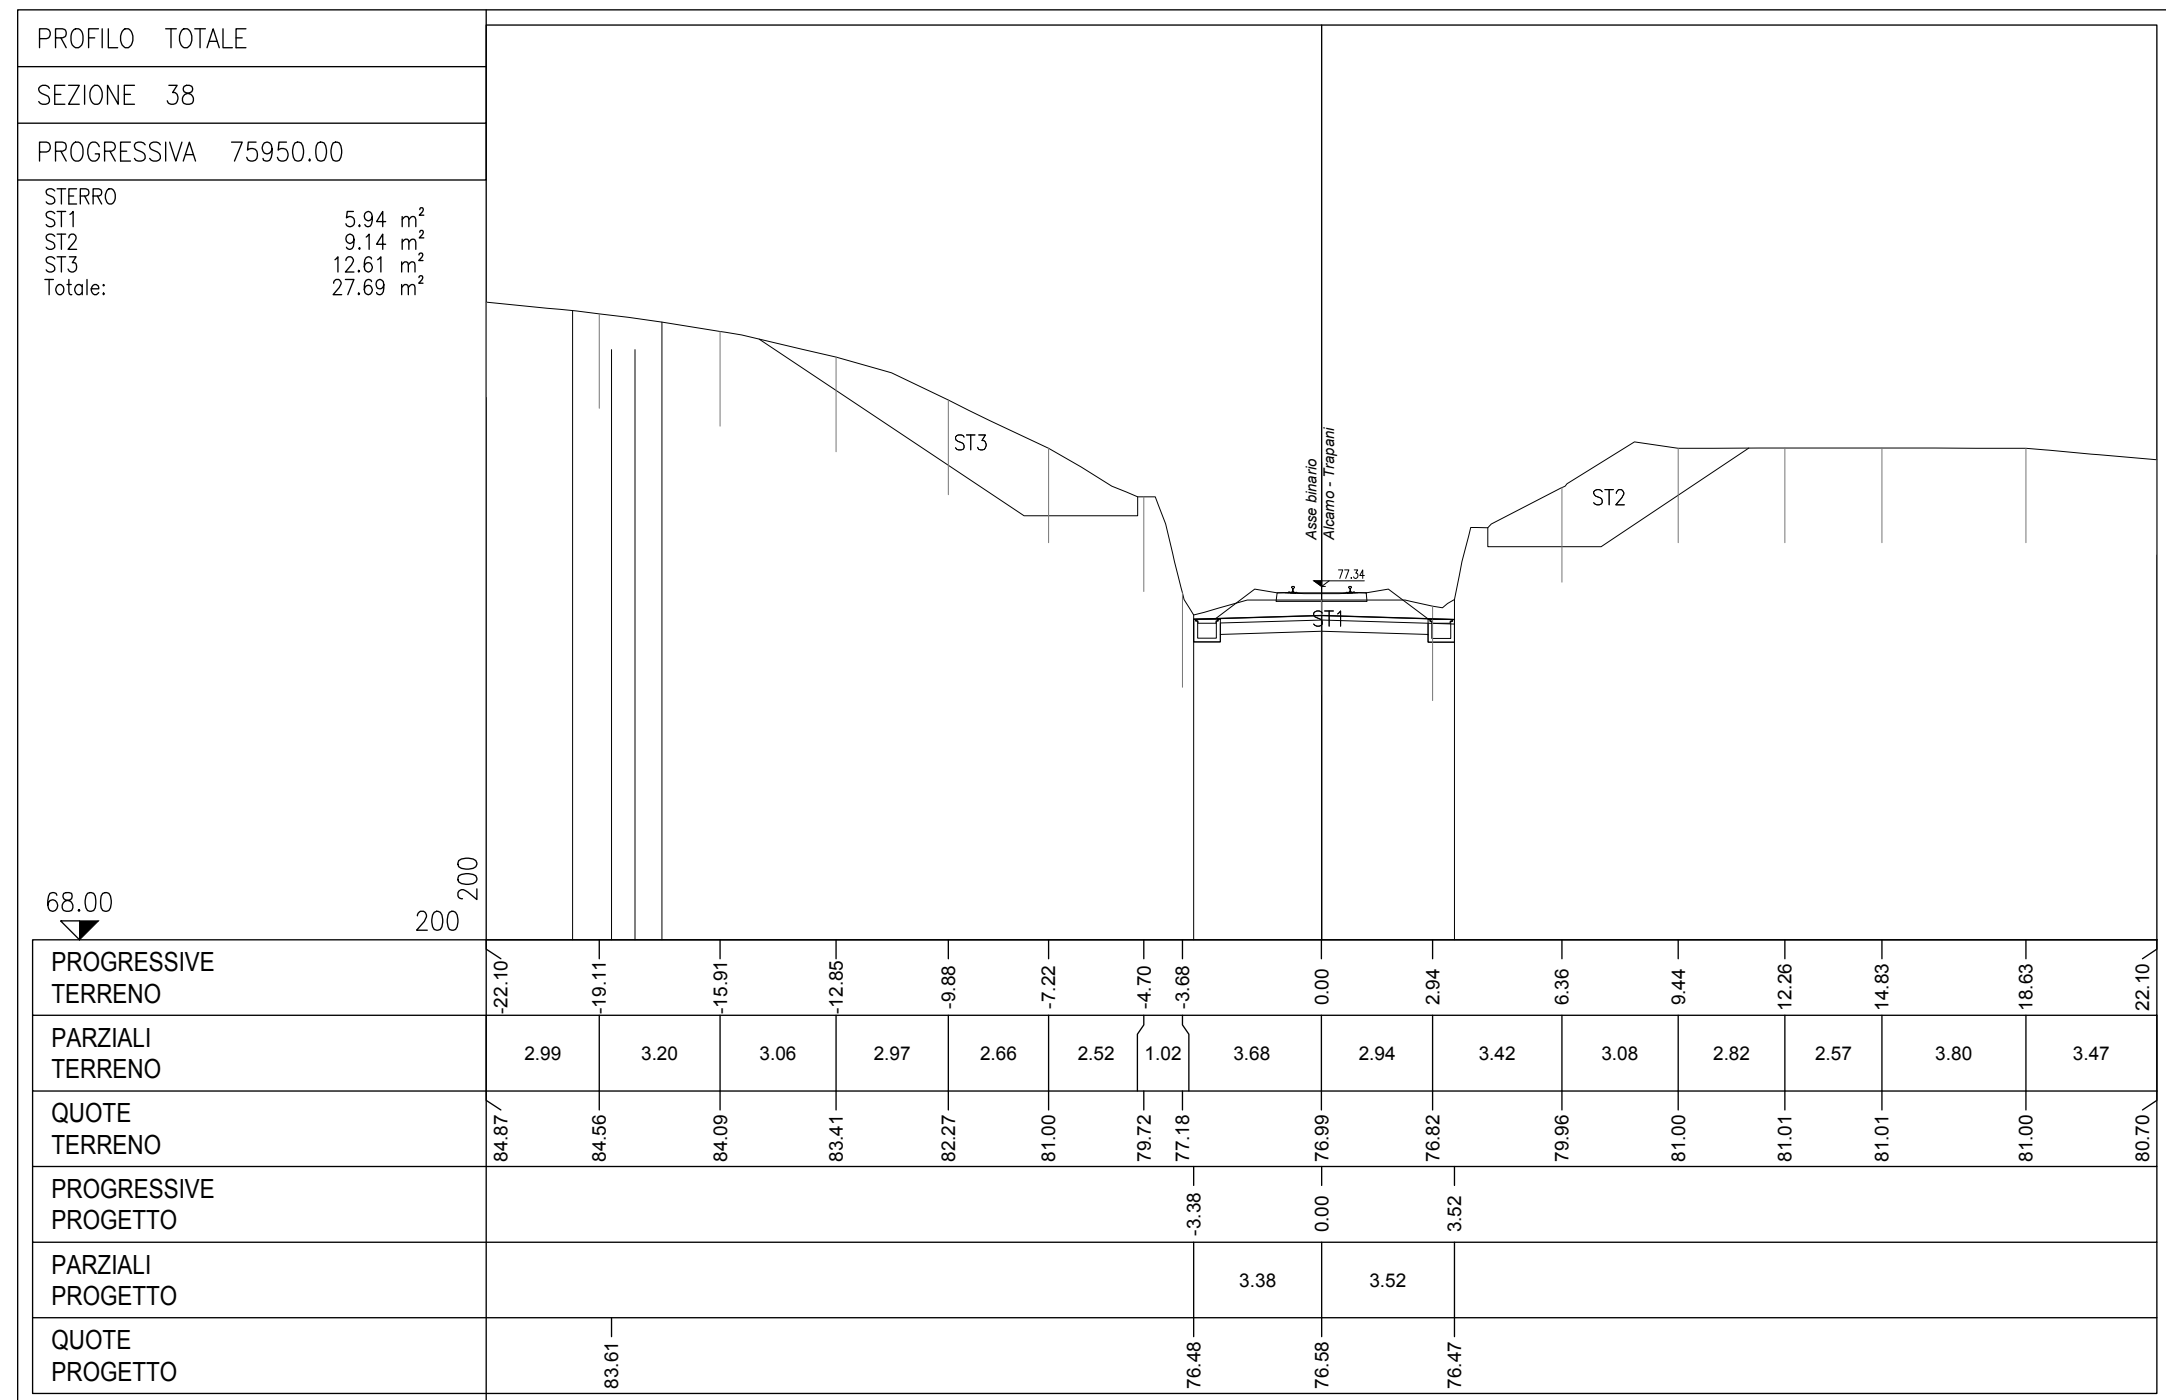 PROFILO TOTALE
SEZIONE 38
PROGRESSIVA 75950.00
STERRO
ST1 5.94 m²
ST2 9.14 m²
ST3 12.61 m²
Totale: 27.69 m²
ST3
Asse binario
Alcamo - Trapani
ST2
77.34
ST1
200
68.00
200
PROGRESSIVE
TERRENO
-22.10 -19.11 -15.91 -12.85 -9.88 -7.22 -4.70 -3.68 0.00 2.94 6.36 9.44 12.26 14.83 18.63 22.10
PARZIALI
TERRENO
2.99 3.20 3.06 2.97 2.66 2.52 1.02 3.68 2.94 3.42 3.08 2.82 2.57 3.80 3.47
QUOTE
TERRENO
84.87 84.56 84.09 83.41 82.27 81.00 79.72 77.18 76.99 76.82 79.96 81.00 81.01 81.01 81.00 80.70
PROGRESSIVE
PROGETTO
-3.38 0.00 3.52
PARZIALI
PROGETTO
3.38 3.52
QUOTE
PROGETTO
83.61 76.48 76.58 76.47